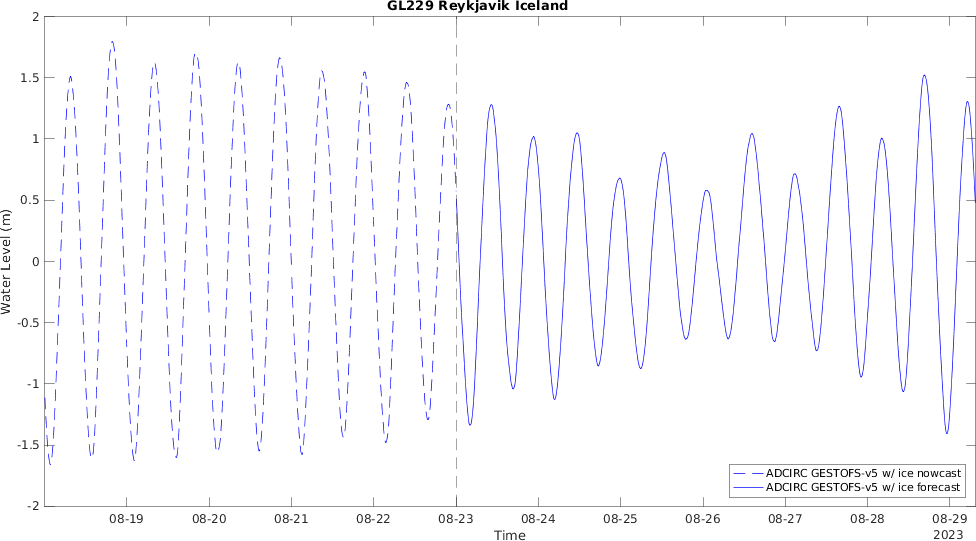 GL229 Reykjavik Iceland
2
1.5
1
0.5
0
-0.5
-1
-1.5
-2
Water Level (m)
ADCIRC GESTOFS-v5 w/ ice nowcast
ADCIRC GESTOFS-v5 w/ ice forecast
08-19 08-20 08-21 08-22 08-23 08-24 08-25 08-26 08-27 08-28 08-29
Time 2023